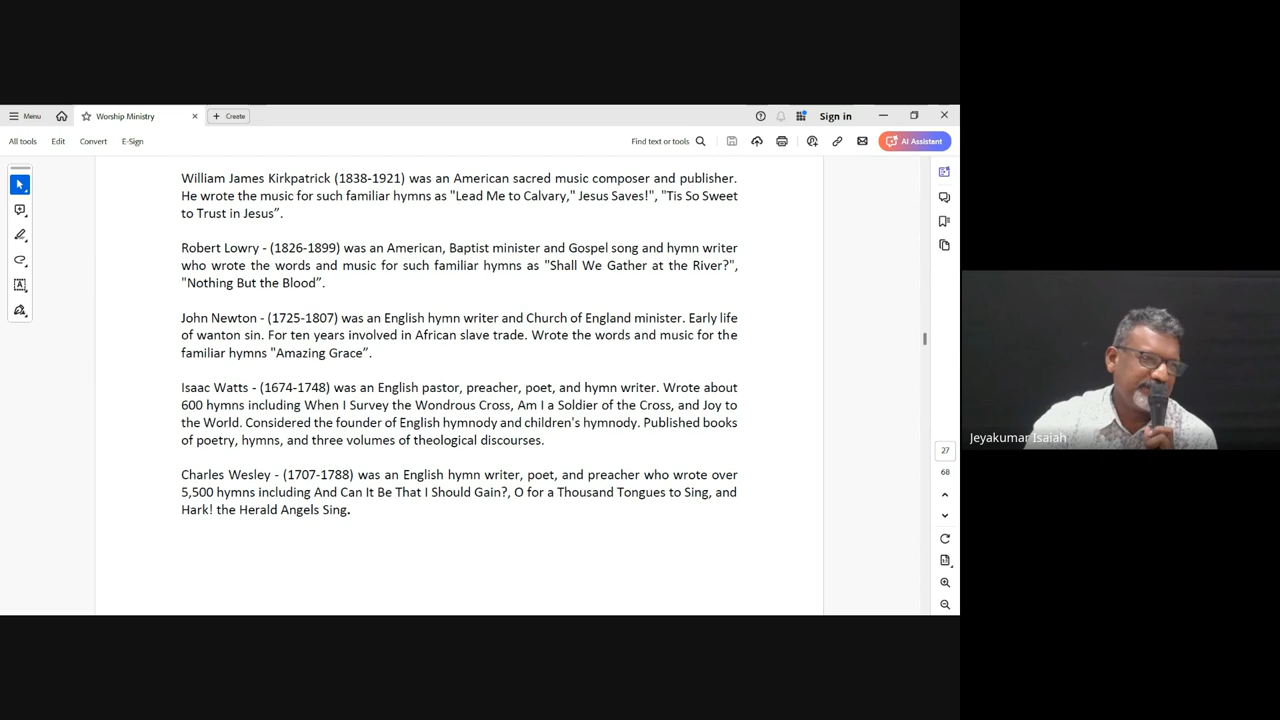 Menu
Worship Ministry
Create
Sign in
All tools
Edit
Convert
E-Sign
Find text or tools
AI Assistant
William James Kirkpatrick (1838-1921) was an American sacred music composer and publisher.
He wrote the music for such familiar hymns as "Lead Me to Calvary," Jesus Saves!", "Tis So Sweet
to Trust in Jesus”.
Robert Lowry - (1826-1899) was an American, Baptist minister and Gospel song and hymn writer
who wrote the words and music for such familiar hymns as "Shall We Gather at the River?",
"Nothing But the Blood”.
John Newton - (1725-1807) was an English hymn writer and Church of England minister. Early life
of wanton sin. For ten years involved in African slave trade. Wrote the words and music for the
familiar hymns "Amazing Grace”.
Isaac Watts - (1674-1748) was an English pastor, preacher, poet, and hymn writer. Wrote about
600 hymns including When I Survey the Wondrous Cross, Am I a Soldier of the Cross, and Joy to
the World. Considered the founder of English hymnody and children's hymnody. Published books
of poetry, hymns, and three volumes of theological discourses.
Charles Wesley - (1707-1788) was an English hymn writer, poet, and preacher who wrote over
5,500 hymns including And Can It Be That I Should Gain?, O for a Thousand Tongues to Sing, and
Hark! the Herald Angels Sing.
27
68
Jeyakumar Isaiah